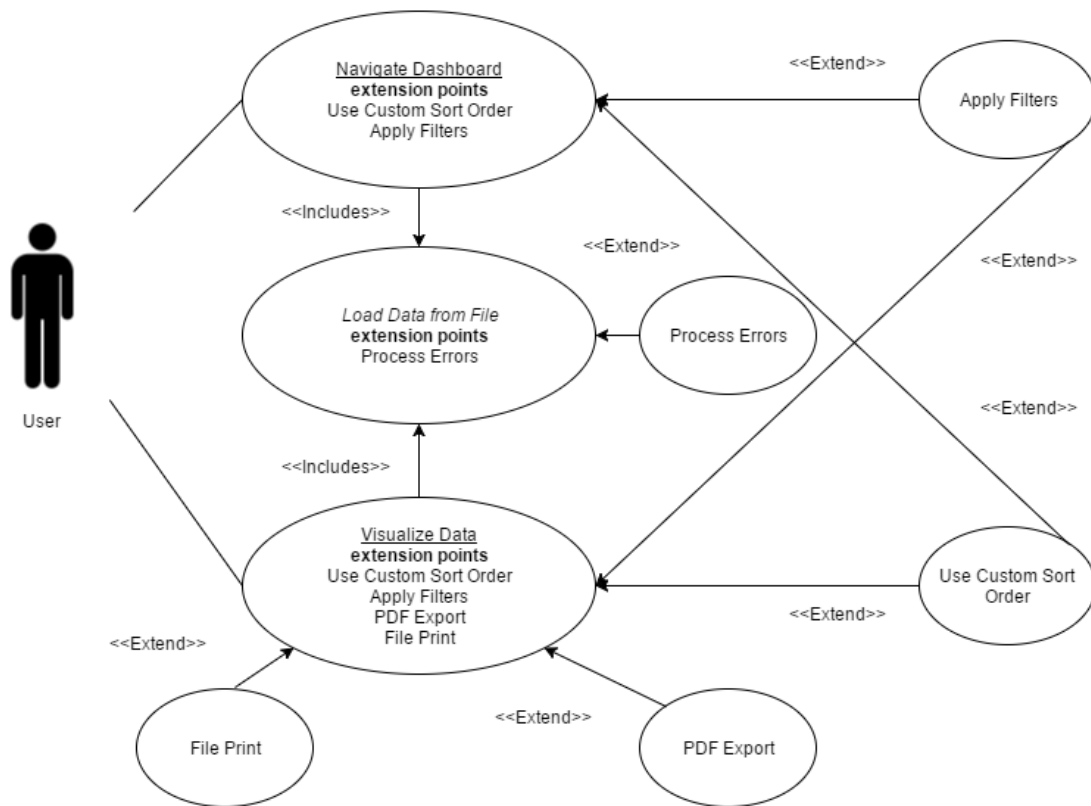 Navigate Dashboard
extension points
Use Custom Sort Order
Apply Filters
<<Extend>>
Apply Filters
<<Includes>>
<<Extend>>
<<Extend>>
Load Data from File
extension points
Process Errors
Process Errors
User
<<Extend>>
<<Includes>>
Visualize Data
extension points
Use Custom Sort Order
Apply Filters
PDF Export
File Print
Use Custom Sort
Order
<<Extend>>
<<Extend>>
<<Extend>>
File Print
PDF Export